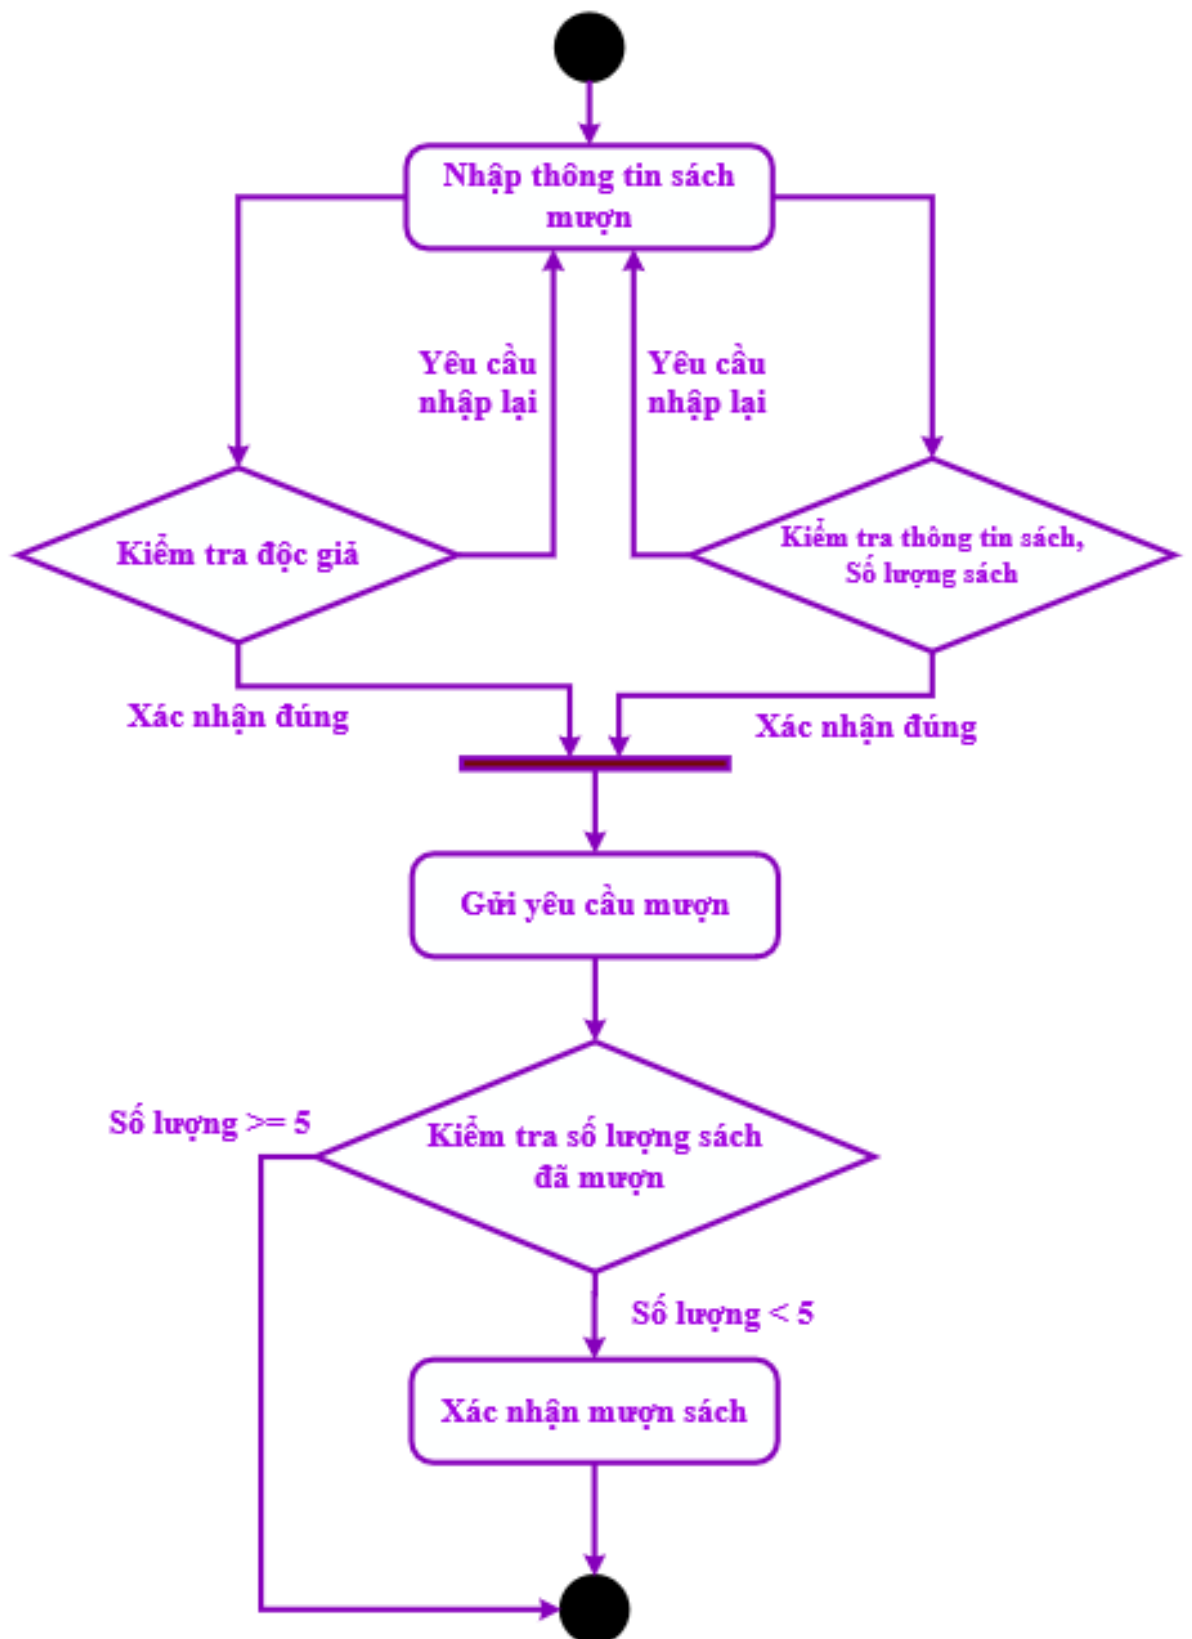 Nhập thông tin sách
mượn
Yêu cầu
nhập lại
Yêu cầu
nhập lại
Kiểm tra độc giả
Kiểm tra thông tin sách,
Số lượng sách
Xác nhận đúng
Xác nhận đúng
Gửi yêu cầu mượn
Số lượng >= 5
Kiểm tra số lượng sách
đã mượn
Số lượng < 5
Xác nhận mượn sách